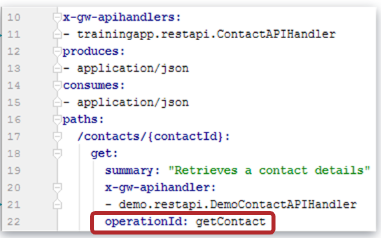 10 x-gw-apihandlers:
11 - trainingapp.restapi.ContactAPIHandler
12 produces:
13 - application/json
14 consumes:
15 - application/json
16 paths:
17 /contacts/{contactId}:
18 get:
19 summary: "Retrieves a contact details"
20 x-gw-apihandler:
21 - demo.restapi.DemoContactAPIHandler
22 operationId: getContact